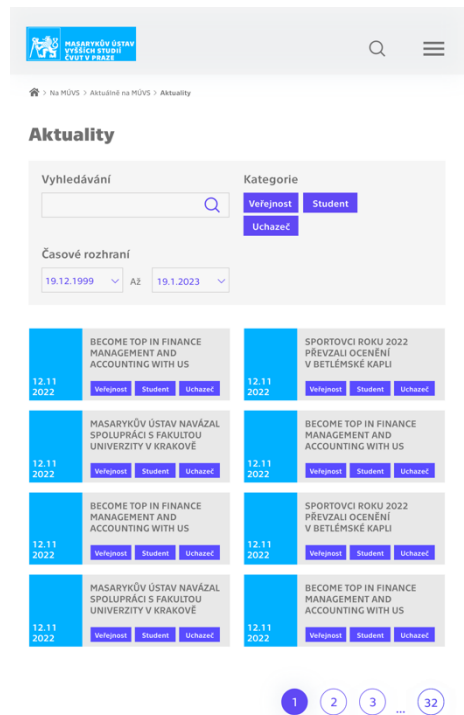 MASARYKŮV ÚSTAV
VYŠŠÍCH STUDIÍ
ČVUT V PRAZE
> Na MÚVS > Aktuálně na MÚVS > Aktuality
Aktuality
Vyhledávání
Kategorie
Veřejnost Student
Uchazeč
Časové rozhraní
19.12.1999 Až 19.1.2023
BECOME TOP IN FINANCE
MANAGEMENT AND
ACCOUNTING WITH US
12.11
2022
Veřejnost Student Uchazeč
SPORTOVCI ROKU 2022
PŘEVZALI OCENĚNÍ
V BETLÉMSKÉ KAPLI
12.11
2022
Veřejnost Student Uchazeč
MASARYKŮV ÚSTAV NAVÁZAL
SPOLUPRÁCI S FAKULTOU
UNIVERZITY V KRAKOVĚ
12.11
2022
Veřejnost Student Uchazeč
BECOME TOP IN FINANCE
MANAGEMENT AND
ACCOUNTING WITH US
12.11
2022
Veřejnost Student Uchazeč
BECOME TOP IN FINANCE
MANAGEMENT AND
ACCOUNTING WITH US
12.11
2022
Veřejnost Student Uchazeč
SPORTOVCI ROKU 2022
PŘEVZALI OCENĚNÍ
V BETLÉMSKÉ KAPLI
12.11
2022
Veřejnost Student Uchazeč
MASARYKŮV ÚSTAV NAVÁZAL
SPOLUPRÁCI S FAKULTOU
UNIVERZITY V KRAKOVĚ
12.11
2022
Veřejnost Student Uchazeč
BECOME TOP IN FINANCE
MANAGEMENT AND
ACCOUNTING WITH US
12.11
2022
Veřejnost Student Uchazeč
1 2 3 ... 32